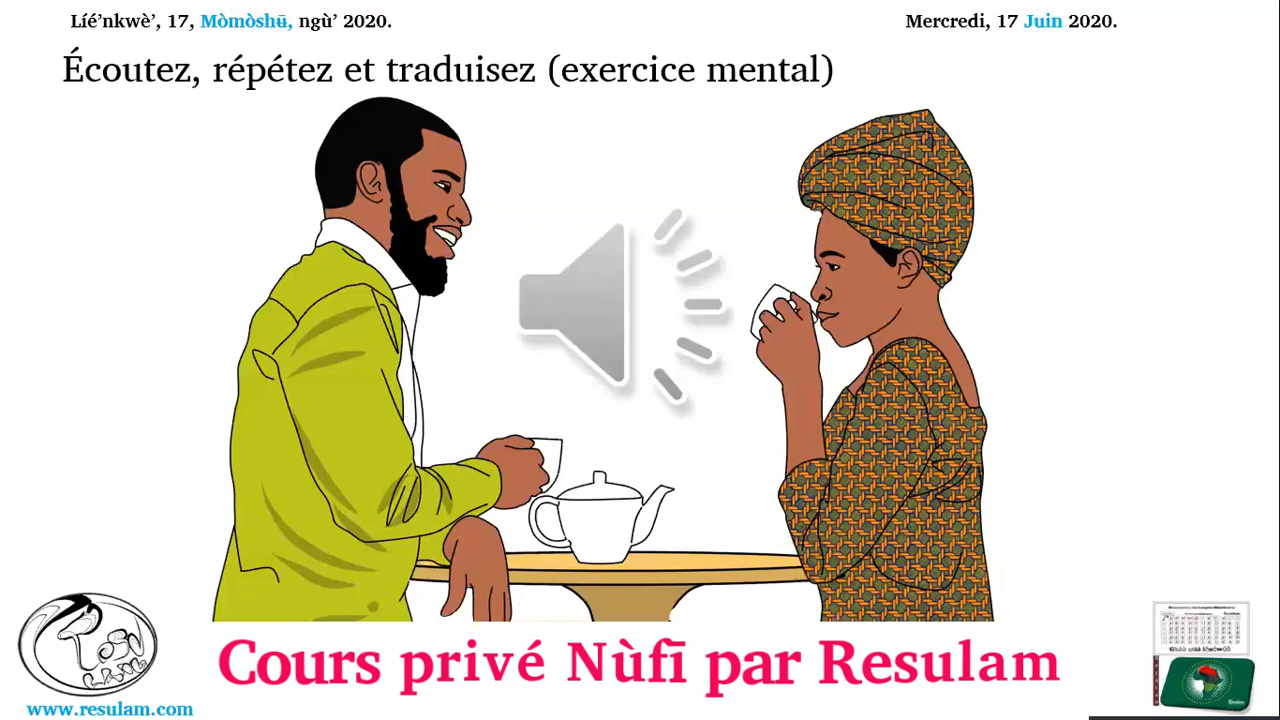 Líé’nkwè’, 17, Mòmòshū, ngù’ 2020.
Mercredi, 17 Juin 2020.
Écoutez, répétez et traduisez (exercice mental)
Cours privé Nùfī par Resulam
www.resulam.com